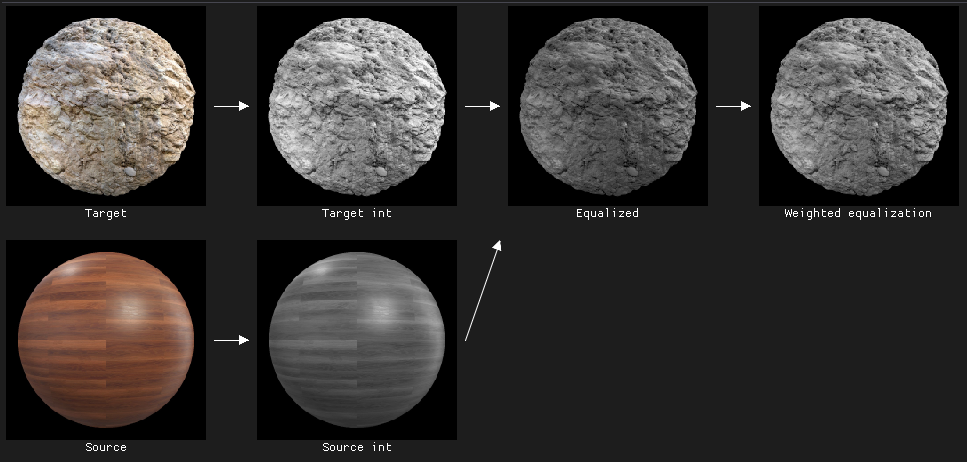 Target
Target int
Equalized
Weighted equalization
Source
Source int